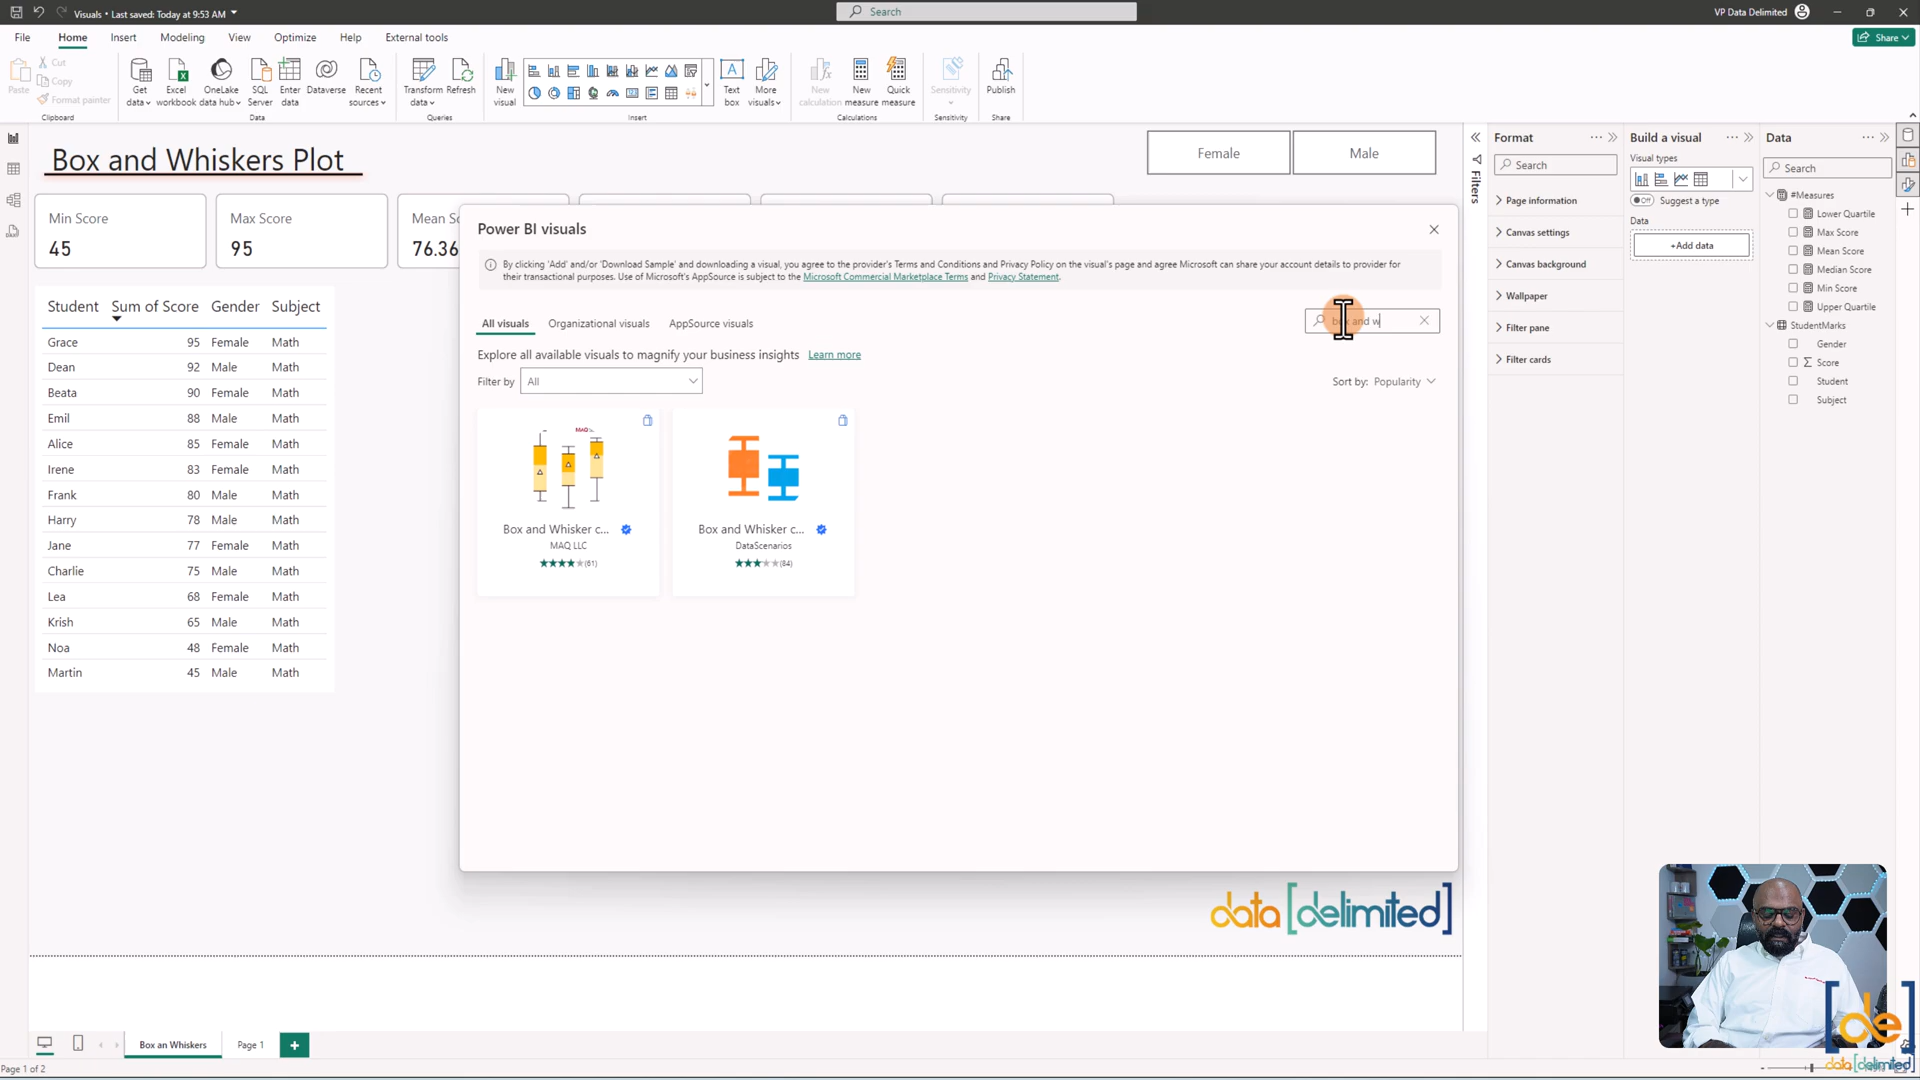 Visuals • Last saved: Today at 9:53 AM
Search
VP Data Delimited
File Home Insert Modeling View Optimize Help External tools
Share
Paste
Cut
Copy
Format painter
Clipboard
Get data
Excel workbook
OneLake data hub
SQL Server
Enter data
Dataverse
Recent sources
Data
Transform data
Refresh
Queries
New visual
Text box
More visuals
Insert
New calculation
New measure
Quick measure
Calculations
Sensitivity
Sensitivity
Publish
Share
Box and Whiskers Plot
Female
Male
Min Score
45
Max Score
95
Mean Sc
76.36
Student Sum of Score Gender Subject
Grace 95 Female Math
Dean 92 Male Math
Beata 90 Female Math
Emil 88 Male Math
Alice 85 Female Math
Irene 83 Female Math
Frank 80 Male Math
Harry 78 Male Math
Jane 77 Female Math
Charlie 75 Male Math
Lea 68 Female Math
Krish 65 Male Math
Noa 48 Female Math
Martin 45 Male Math
Power BI visuals
By clicking 'Add' and/or 'Download Sample' and downloading a visual, you agree to the provider's Terms and Conditions and Privacy Policy on the visual's page and agree Microsoft can share your account details to provider for
their transactional purposes. Use of Microsoft's AppSource is subject to the Microsoft Commercial Marketplace Terms and Privacy Statement.
All visuals Organizational visuals AppSource visuals
box and w
Explore all available visuals to magnify your business insights Learn more
Filter by All
Sort by: Popularity
MAQ
Box and Whisker c...
MAQ LLC
(61)
Box and Whisker c...
DataScenarios
(84)
Filters
Format
Search
Page information
Canvas settings
Canvas background
Wallpaper
Filter pane
Filter cards
Build a visual
Visual types
Off Suggest a type
Data
+Add data
Data
Search
#Measures
Lower Quartile
Max Score
Mean Score
Median Score
Min Score
Upper Quartile
StudentMarks
Gender
Σ Score
Student
Subject
data [delimited]
[de]
data [delimited]
Box an Whiskers
Page 1
Page 1 of 2